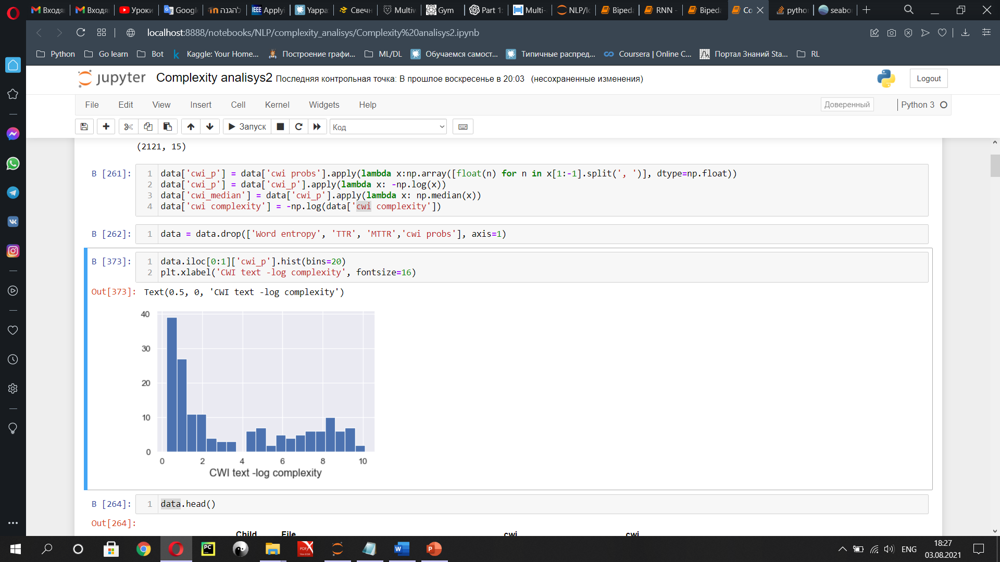 Входя
Входя
Уроки
Googl
להגנה
IEEE Apply
Yappa
Свечн
Multiw
Gym
Part 1:
Multi-
NLP/lc
Biped
RNN -
Biped
Co
pytho
seabo
localhost:8888/notebooks/NLP/complexity_analisys/Complexity%20analisys2.ipynb
Python
Go learn
Bot
Kaggle: Your Home...
Построение графи...
ML/DL
Обучаемся самост...
Типичные распред...
Coursera | Online C...
Портал Знаний Sta...
RL
jupyter Complexity analisys2 Последняя контрольная точка: В прошлое воскресенье в 20:03 (несохраненные изменения)
Logout
File Edit View Insert Cell Kernel Widgets Help
Доверенный
Python 3
Запуск
Код
(2121, 15)
B [261]:
1 data['cwi_p'] = data['cwi probs'].apply(lambda x:np.array([float(n) for n in x[1:-1].split(', ')], dtype=np.float))
2 data['cwi_p'] = data['cwi_p'].apply(lambda x: -np.log(x))
3 data['cwi_median'] = data['cwi_p'].apply(lambda x: np.median(x))
4 data['cwi complexity'] = -np.log(data['cwi complexity'])
B [262]:
1 data = data.drop(['Word entropy', 'TTR', 'MTTR','cwi probs'], axis=1)
B [373]:
1 data.iloc[0:1]['cwi_p'].hist(bins=20)
2 plt.xlabel('CWI text -log complexity', fontsize=16)
Out[373]: Text(0.5, 0, 'CWI text -log complexity')
40
30
20
10
0
0 2 4 6 8 10
CWI text -log complexity
B [264]:
1 data.head()
Out[264]:
Child File cwi cwi
ENG
18:27
03.08.2021